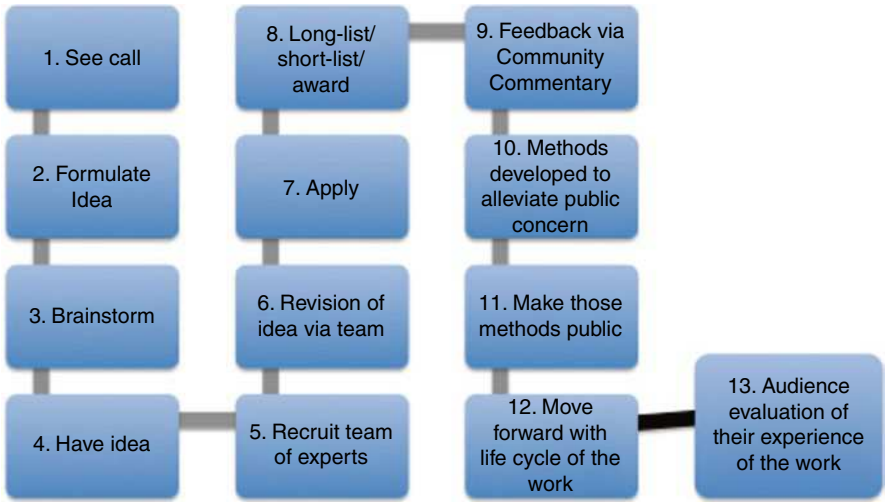 1. See call
2. Formulate
Idea
3. Brainstorm
4. Have idea
5. Recruit team
of experts
6. Revision of
idea via team
7. Apply
8. Long-list/
short-list/
award
9. Feedback via
Community
Commentary
10. Methods
developed to
alleviate public
concern
11. Make those
methods public
12. Move
forward with
life cycle of the
work
13. Audience
evaluation of
their experience
of the work